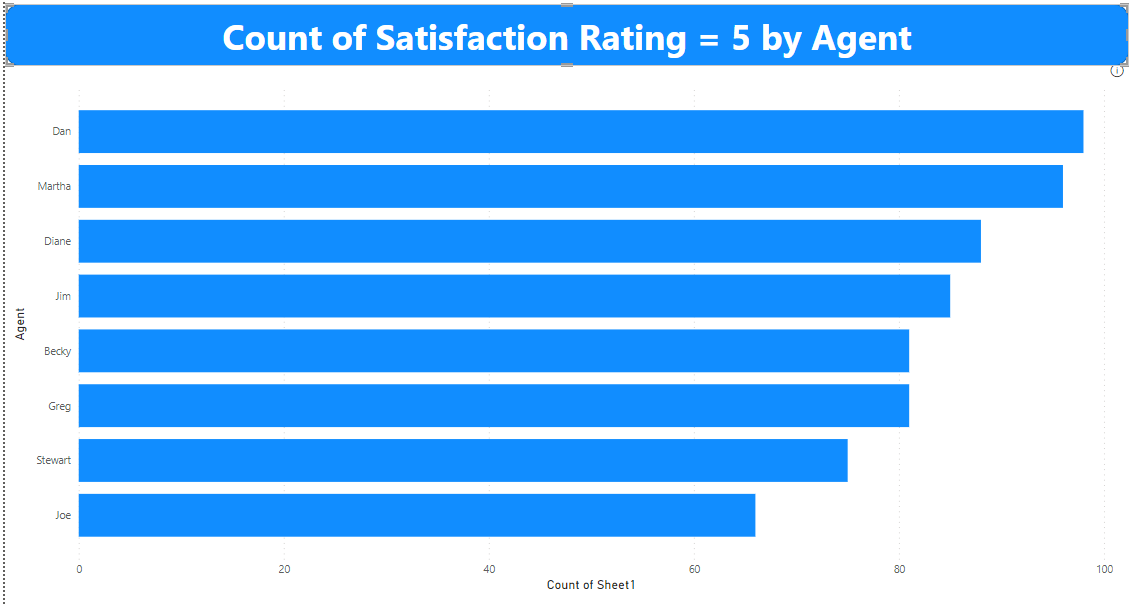 Count of Satisfaction Rating = 5 by Agent
Dan
Martha
Diane
Jim
Becky
Greg
Stewart
Joe
Agent
0 20 40 60 80 100
Count of Sheet1